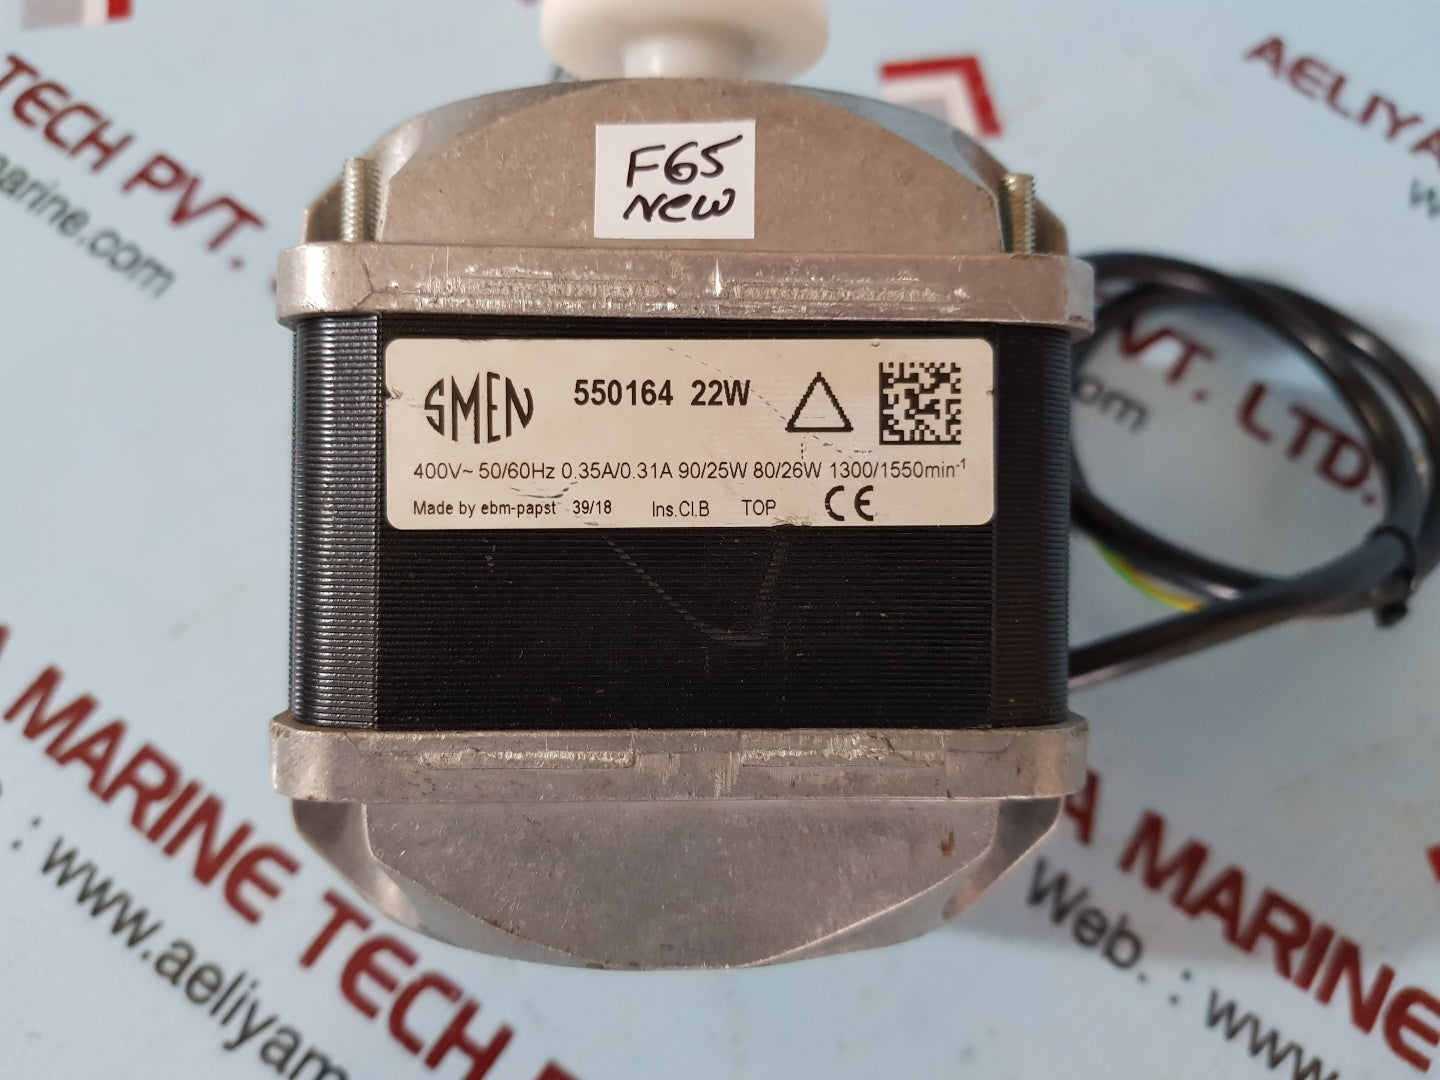 TECH PVT.
marine.com
AELIYA
F65
New
VT. LTD.
om
SMEN 550164 22W
400V~ 50/60Hz 0.35A/0.31A 90/25W 80/26W 1300/1550min⁻¹
Made by ebm-papst 39/18 Ins.Cl.B TOP CE
A MARINE TECH
: www.aeliyam
A MARINE
Web. : www.